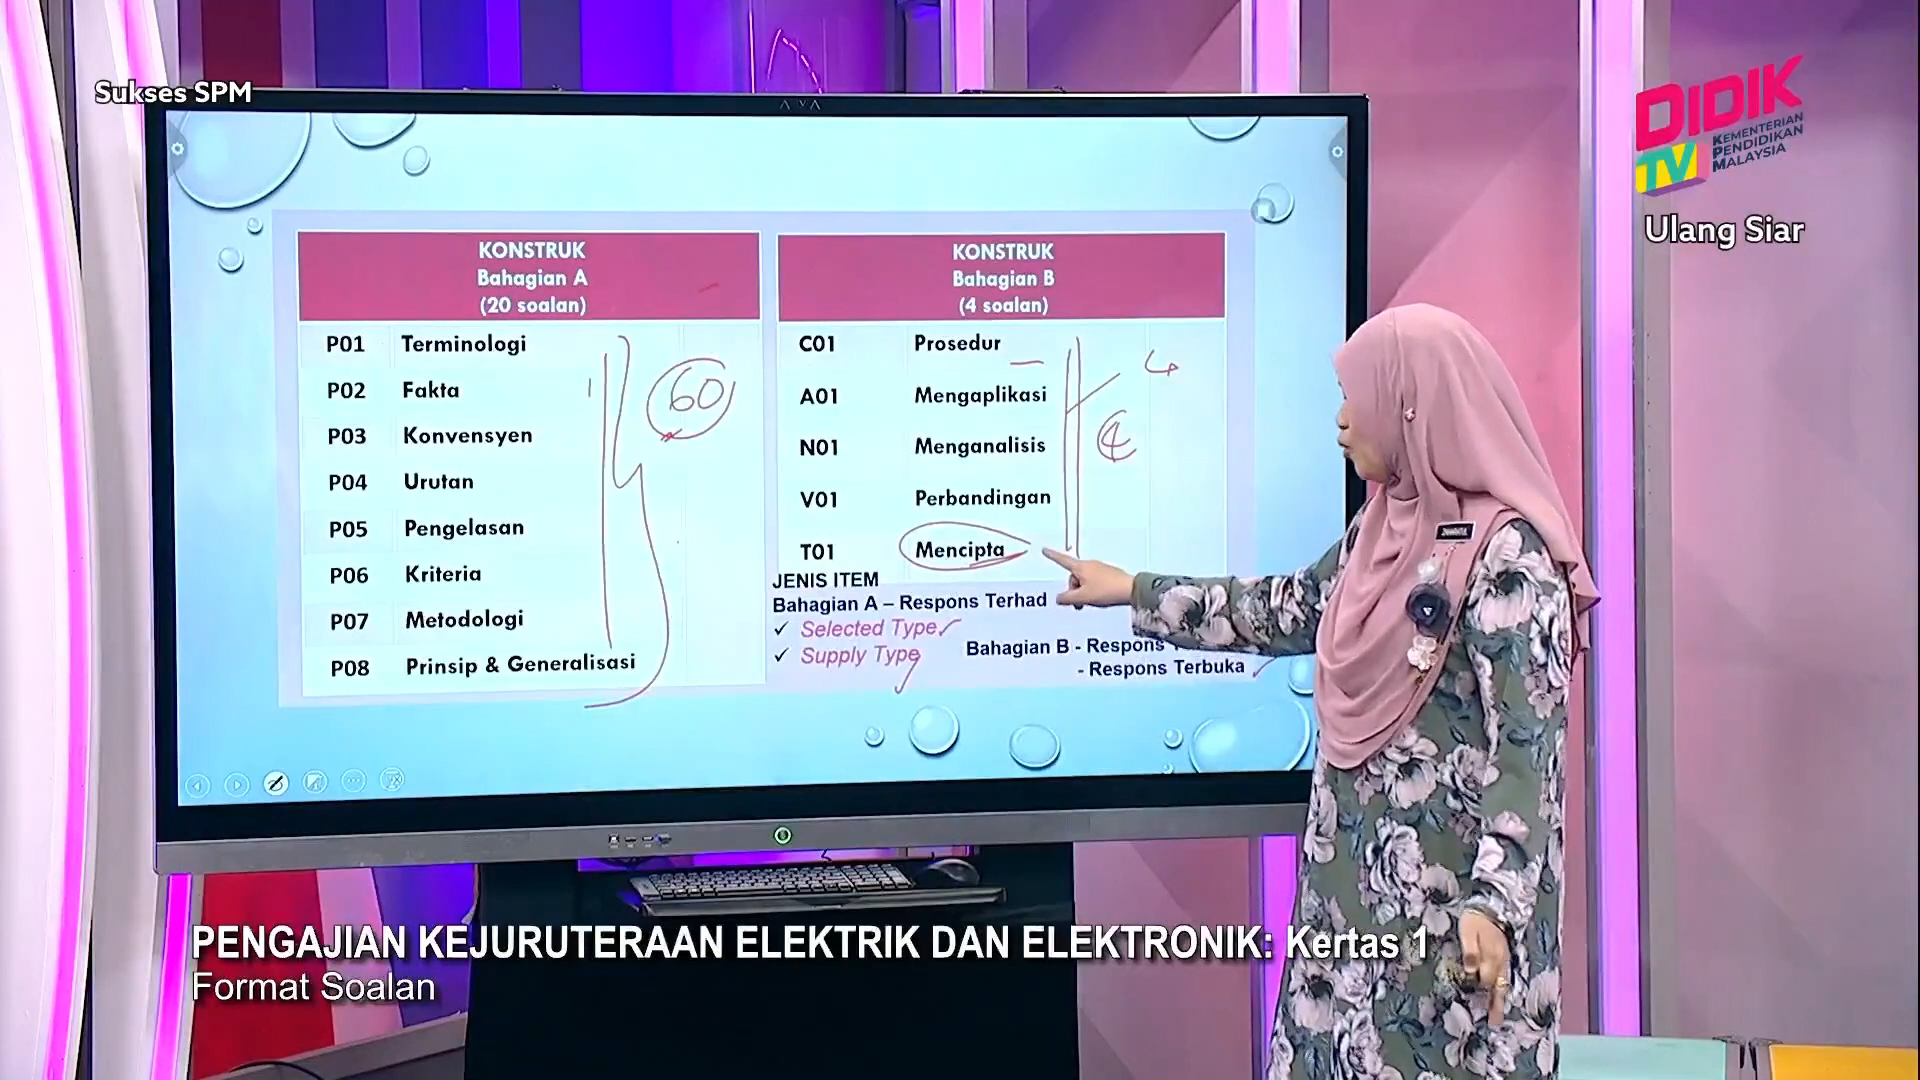 Sukses SPM
DIDIK
TV
KEMENTERIAN
PENDIDIKAN
MALAYSIA
Ulang Siar
KONSTRUK
Bahagian A
(20 soalan)
P01 Terminologi
P02 Fakta
P03 Konvensyen
P04 Urutan
P05 Pengelasan
P06 Kriteria
P07 Metodologi
P08 Prinsip & Generalisasi
60
KONSTRUK
Bahagian B
(4 soalan)
C01 Prosedur
A01 Mengaplikasi
N01 Menganalisis
V01 Perbandingan
T01 Mencipta
JENIS ITEM
Bahagian A – Respons Terhad
✓ Selected Type
✓ Supply Type
Bahagian B - Respons
- Respons Terbuka
PENGAJIAN KEJURUTERAAN ELEKTRIK DAN ELEKTRONIK: Kertas 1
Format Soalan